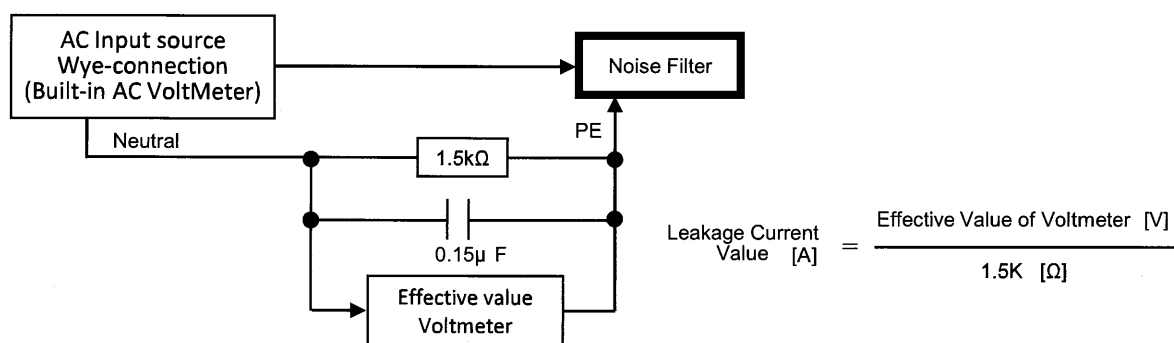 AC Input source
Wye-connection
(Built-in AC VoltMeter)
Noise Filter
Neutral
PE
1.5kΩ
0.15μ F
Effective value
Voltmeter
Leakage Current
Value [A]
=
Effective Value of Voltmeter [V]
1.5K [Ω]